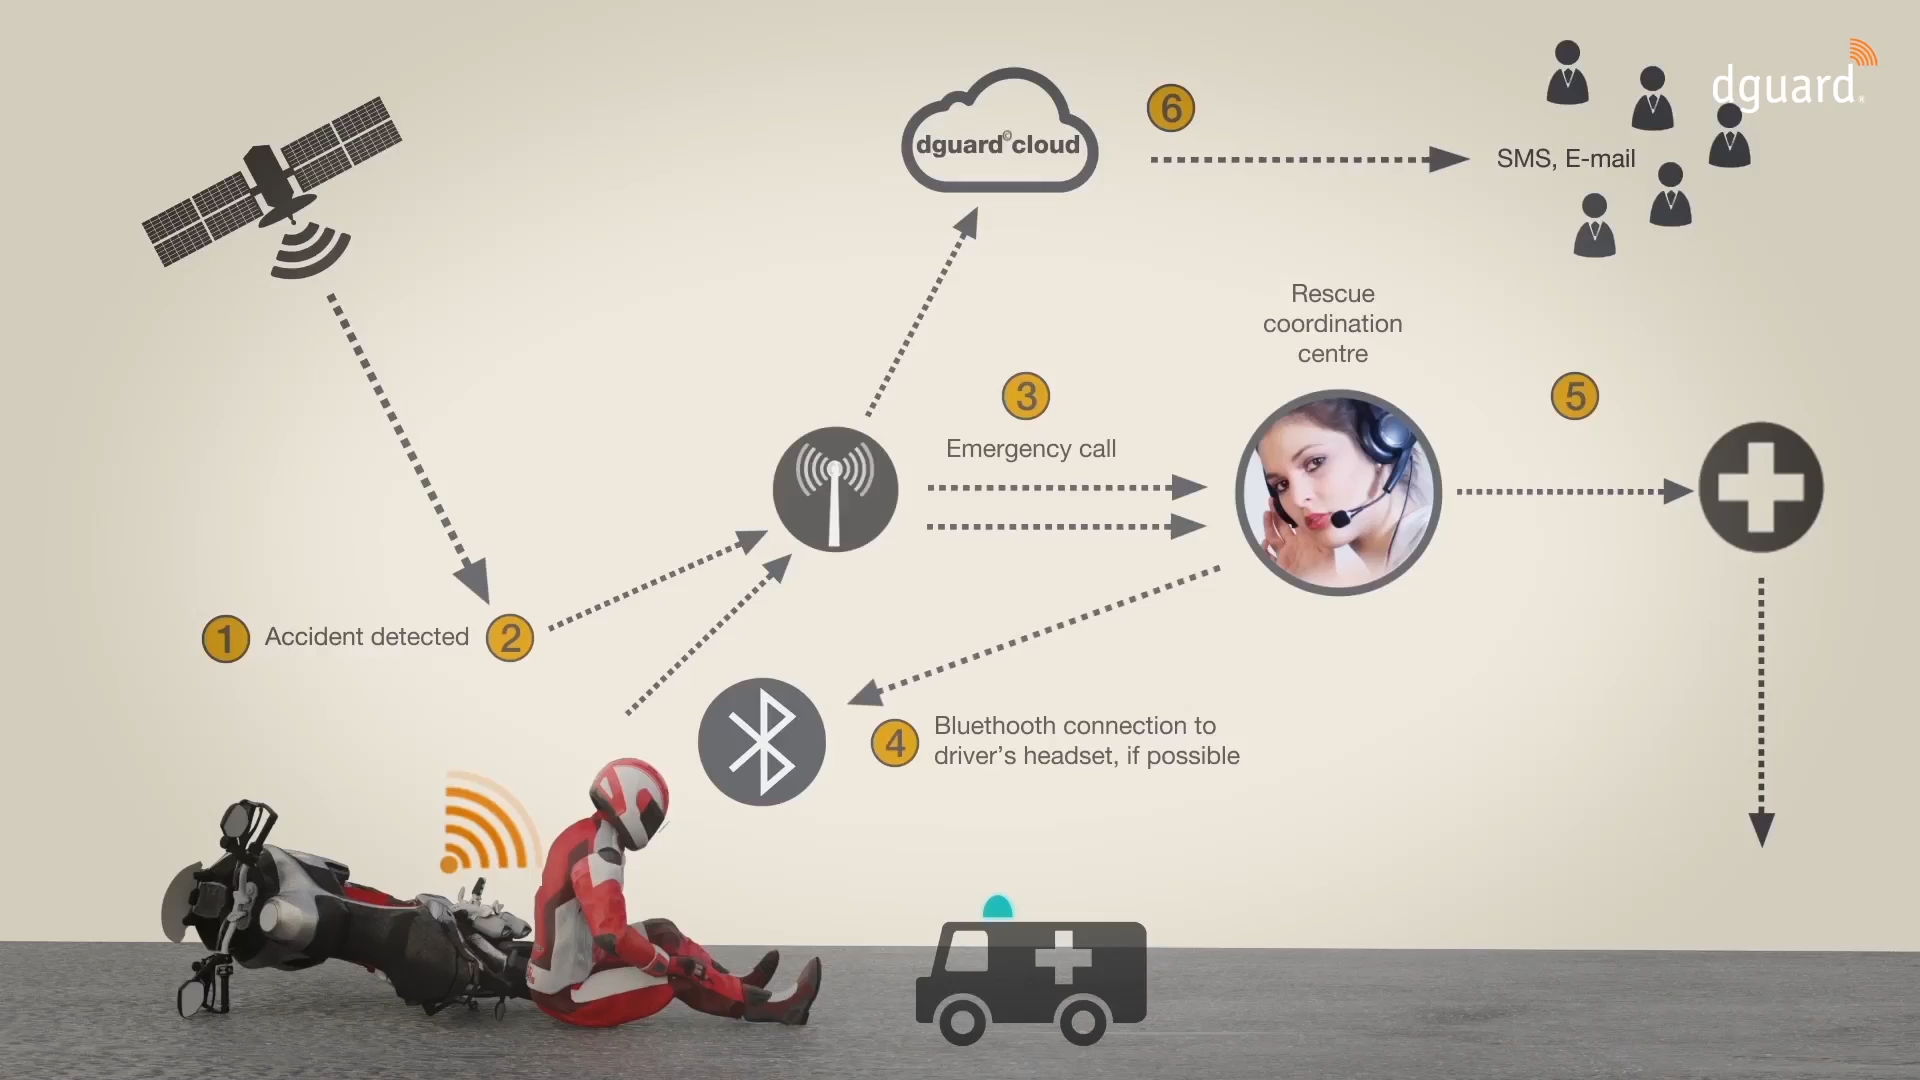 dguard®
dguard©cloud
6
SMS, E-mail
Rescue
coordination
centre
3
5
Emergency call
1
Accident detected
2
4
Bluethooth connection to
driver's headset, if possible